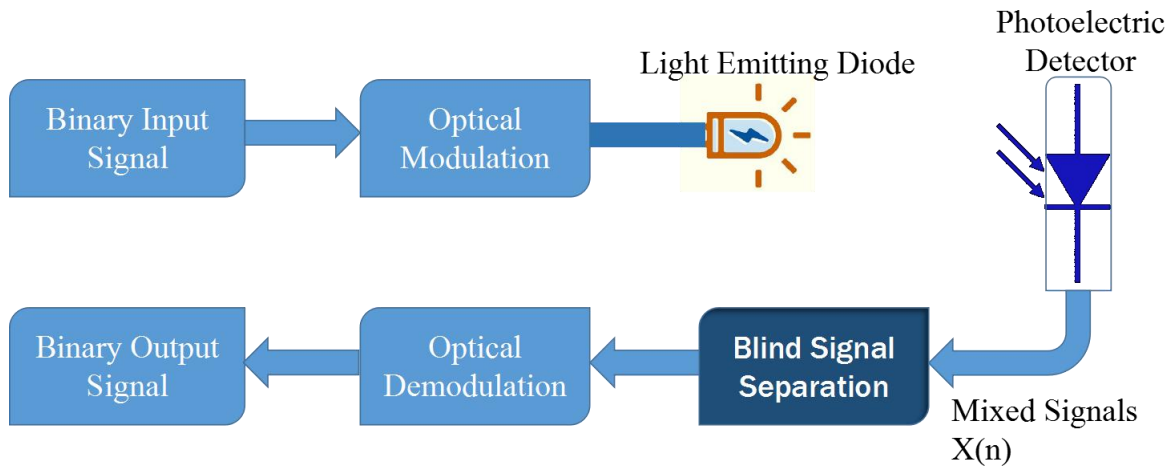 Binary Input
Signal
Optical
Modulation
Light Emitting Diode
Photoelectric
Detector
Binary Output
Signal
Optical
Demodulation
Blind Signal
Separation
Mixed Signals
X(n)